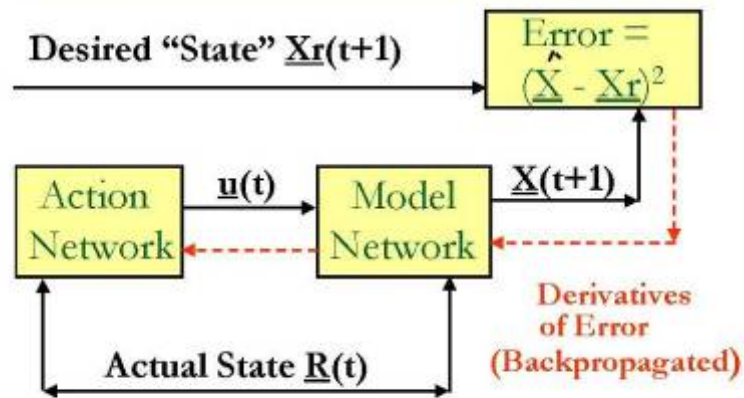 Desired “State” Xr(t+1)
Error =
(X̂ - Xr)²
Action
Network
u(t)
Model
Network
X(t+1)
Derivatives
of Error
(Backpropagated)
Actual State R(t)